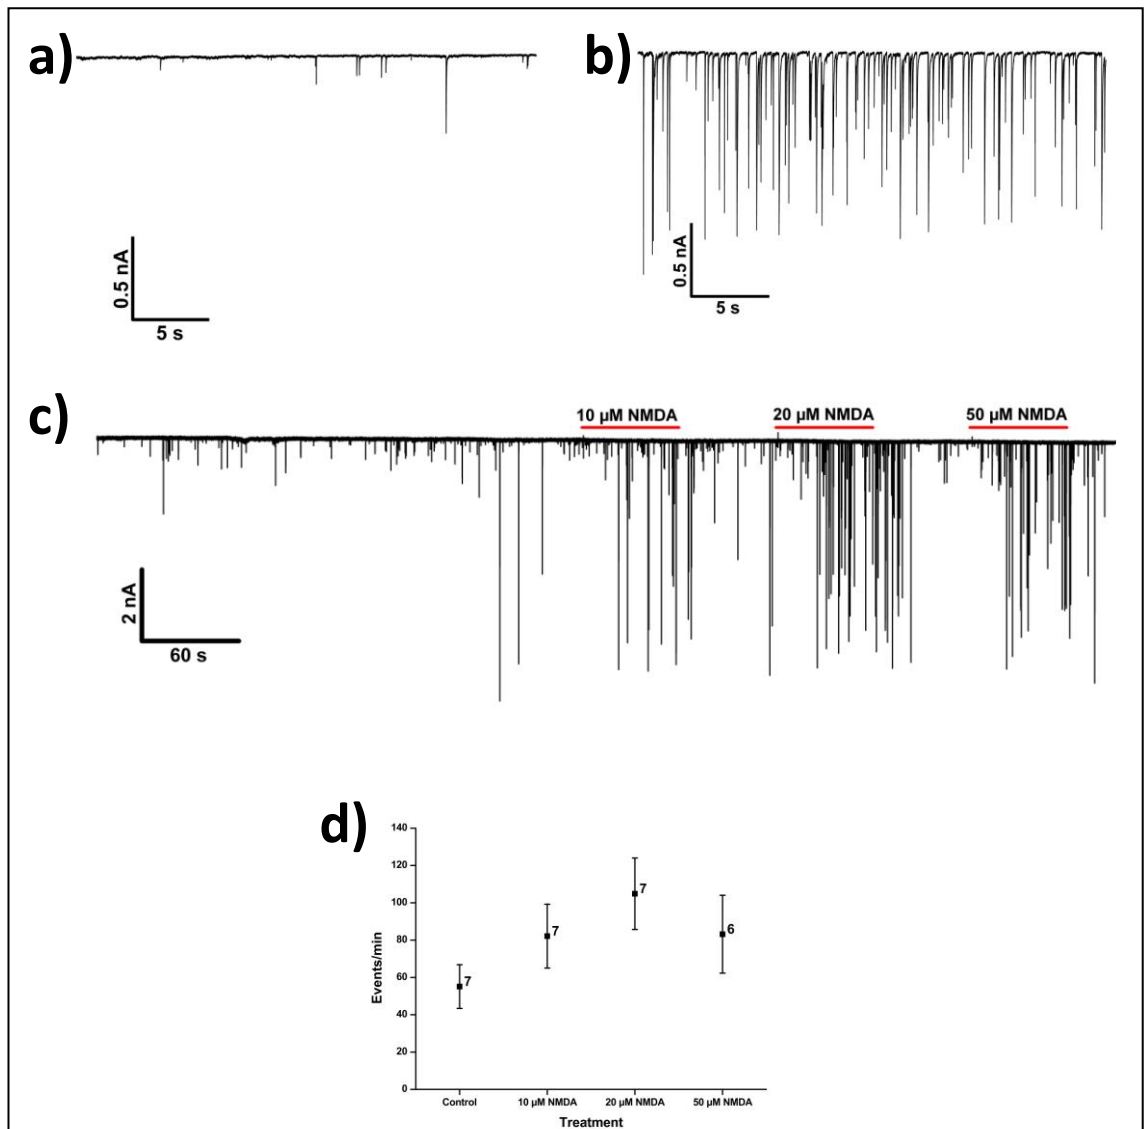 a)
b)
0.5 nA
5 s
0.5 nA
5 s
c)
10 µM NMDA
20 µM NMDA
50 µM NMDA
2 nA
60 s
d)
140
120
100
80
60
40
20
0
Events/min
7
7
7
6
Control
10 µM NMDA
20 µM NMDA
50 µM NMDA
Treatment